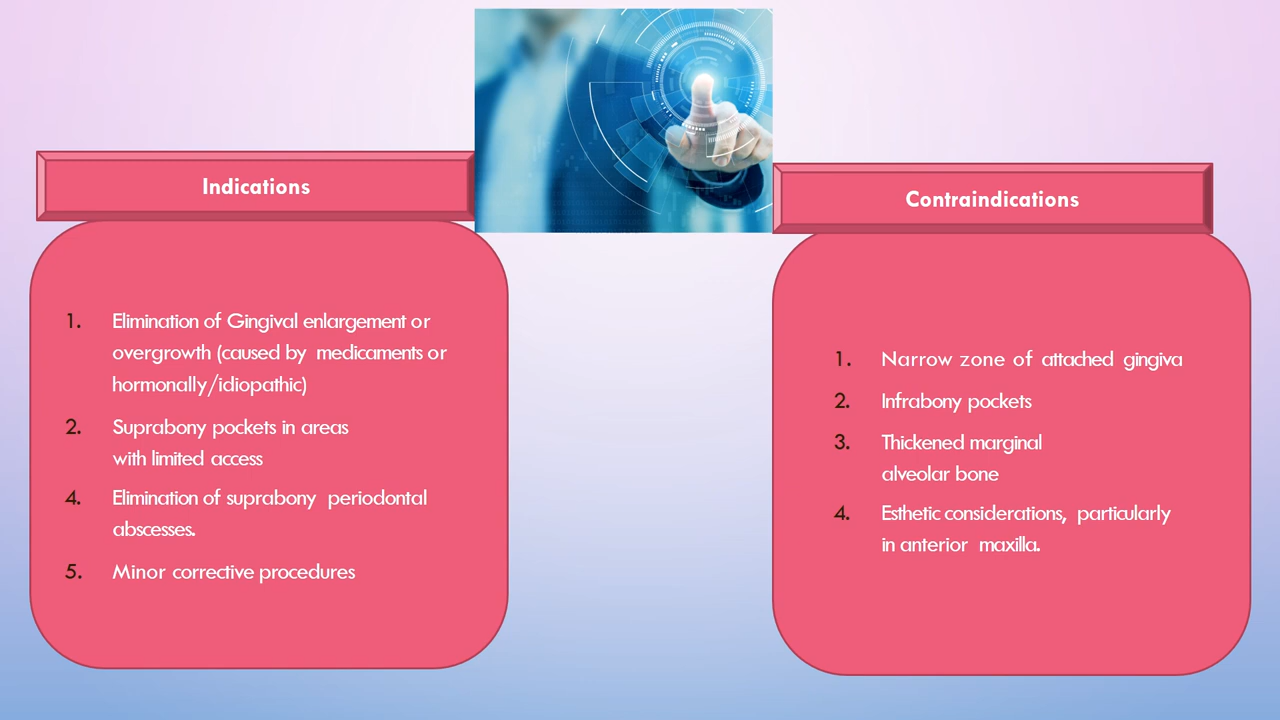 Indications
1. Elimination of Gingival enlargement or
overgrowth (caused by medicaments or
hormonally/idiopathic)
2. Suprabony pockets in areas
with limited access
4. Elimination of suprabony periodontal
abscesses.
5. Minor corrective procedures
Contraindications
1. Narrow zone of attached gingiva
2. Infrabony pockets
3. Thickened marginal
alveolar bone
4. Esthetic considerations, particularly
in anterior maxilla.